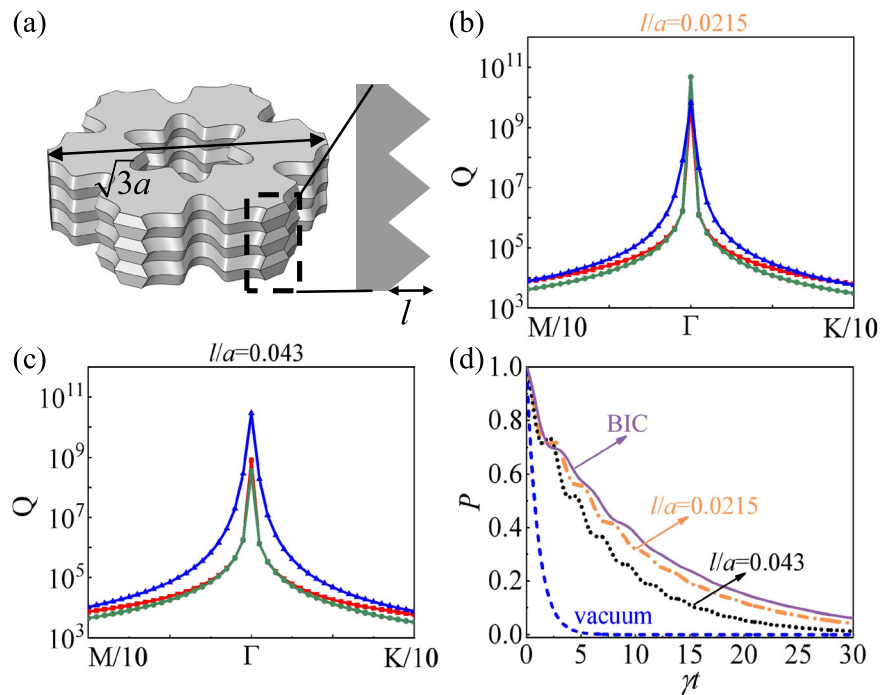 (a)
√3a
l
(b)
l/a=0.0215
Q
10¹¹
10⁹
10⁷
10⁵
10³
M/10
Γ
K/10
(c)
l/a=0.043
Q
10¹¹
10⁹
10⁷
10⁵
10³
M/10
Γ
K/10
(d)
P
1.0
0.8
0.6
0.4
0.2
0.0
BIC
l/a=0.0215
l/a=0.043
vacuum
0 5 10 15 20 25 30
γt